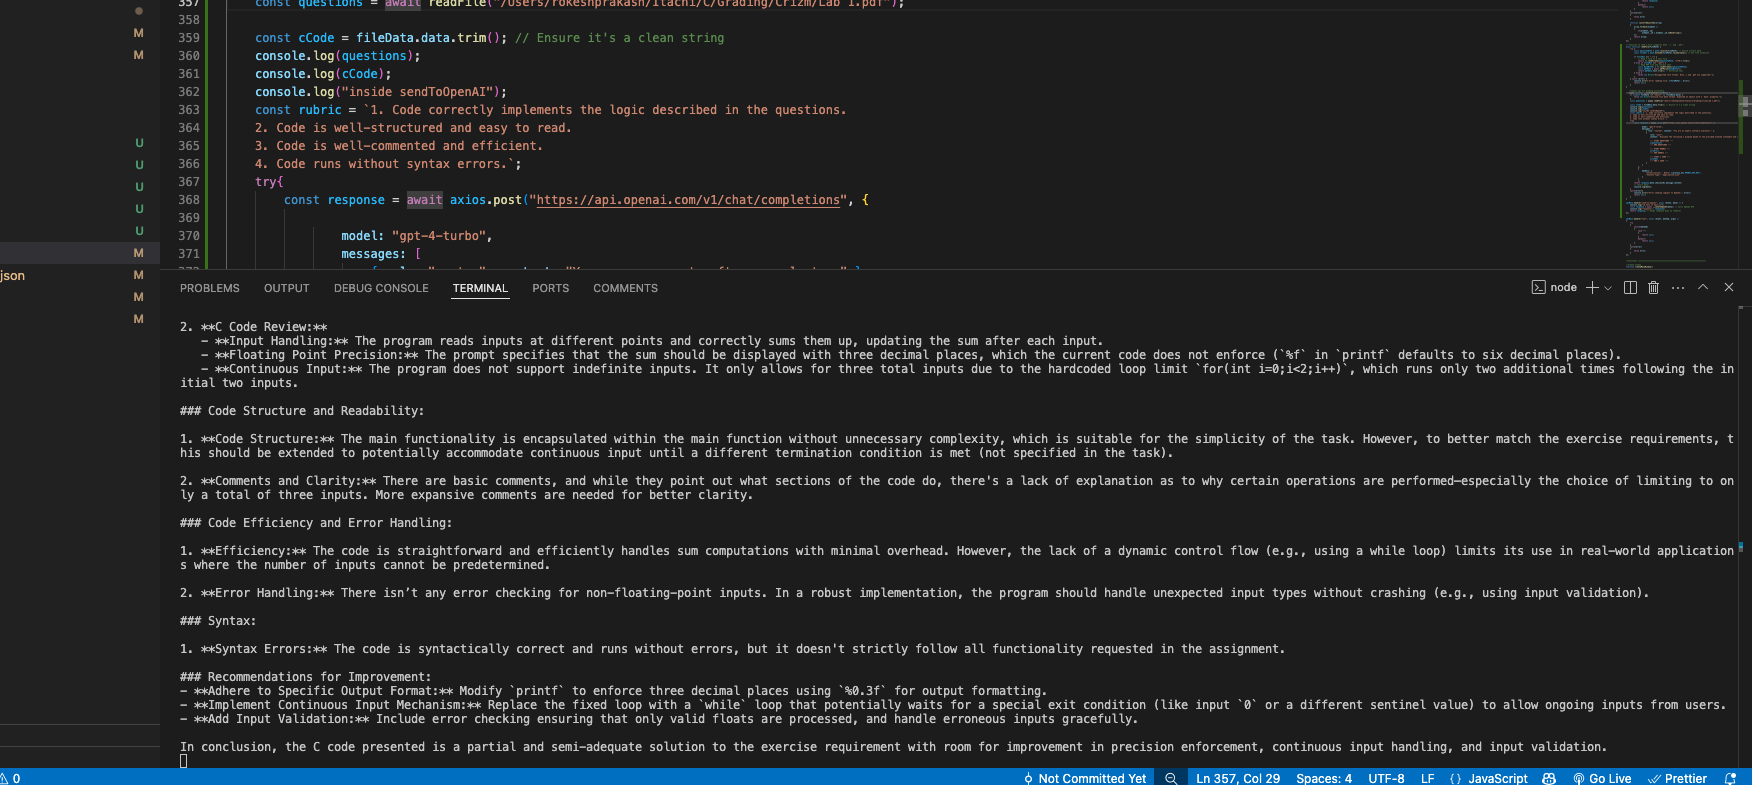 357 const questions = await readFile("/Users/rokeshprakash/Itachi/C/Grading/Crizm/Lab 1.pdf");
358
359 const cCode = fileData.data.trim(); // Ensure it's a clean string
360 console.log(questions);
361 console.log(cCode);
362 console.log("inside sendToOpenAI");
363 const rubric = `1. Code correctly implements the logic described in the questions.
364 2. Code is well-structured and easy to read.
365 3. Code is well-commented and efficient.
366 4. Code runs without syntax errors.`;
367 try{
368 const response = await axios.post("https://api.openai.com/v1/chat/completions", {
369
370 model: "gpt-4-turbo",
371 messages: [
M
M
U
U
U
U
U
M
json M
M
M
PROBLEMS OUTPUT DEBUG CONSOLE TERMINAL PORTS COMMENTS node
2. **C Code Review:**
- **Input Handling:** The program reads inputs at different points and correctly sums them up, updating the sum after each input.
- **Floating Point Precision:** The prompt specifies that the sum should be displayed with three decimal places, which the current code does not enforce (`%f` in `printf` defaults to six decimal places).
- **Continuous Input:** The program does not support indefinite inputs. It only allows for three total inputs due to the hardcoded loop limit `for(int i=0;i<2;i++)`, which runs only two additional times following the in
itial two inputs.
### Code Structure and Readability:
1. **Code Structure:** The main functionality is encapsulated within the main function without unnecessary complexity, which is suitable for the simplicity of the task. However, to better match the exercise requirements, t
his should be extended to potentially accommodate continuous input until a different termination condition is met (not specified in the task).
2. **Comments and Clarity:** There are basic comments, and while they point out what sections of the code do, there's a lack of explanation as to why certain operations are performed—especially the choice of limiting to on
ly a total of three inputs. More expansive comments are needed for better clarity.
### Code Efficiency and Error Handling:
1. **Efficiency:** The code is straightforward and efficiently handles sum computations with minimal overhead. However, the lack of a dynamic control flow (e.g., using a while loop) limits its use in real-world application
s where the number of inputs cannot be predetermined.
2. **Error Handling:** There isn’t any error checking for non-floating-point inputs. In a robust implementation, the program should handle unexpected input types without crashing (e.g., using input validation).
### Syntax:
1. **Syntax Errors:** The code is syntactically correct and runs without errors, but it doesn't strictly follow all functionality requested in the assignment.
### Recommendations for Improvement:
- **Adhere to Specific Output Format:** Modify `printf` to enforce three decimal places using `%0.3f` for output formatting.
- **Implement Continuous Input Mechanism:** Replace the fixed loop with a `while` loop that potentially waits for a special exit condition (like input `0` or a different sentinel value) to allow ongoing inputs from users.
- **Add Input Validation:** Include error checking ensuring that only valid floats are processed, and handle erroneous inputs gracefully.
In conclusion, the C code presented is a partial and semi-adequate solution to the exercise requirement with room for improvement in precision enforcement, continuous input handling, and input validation.
0 Not Committed Yet Ln 357, Col 29 Spaces: 4 UTF-8 LF {} JavaScript Go Live Prettier